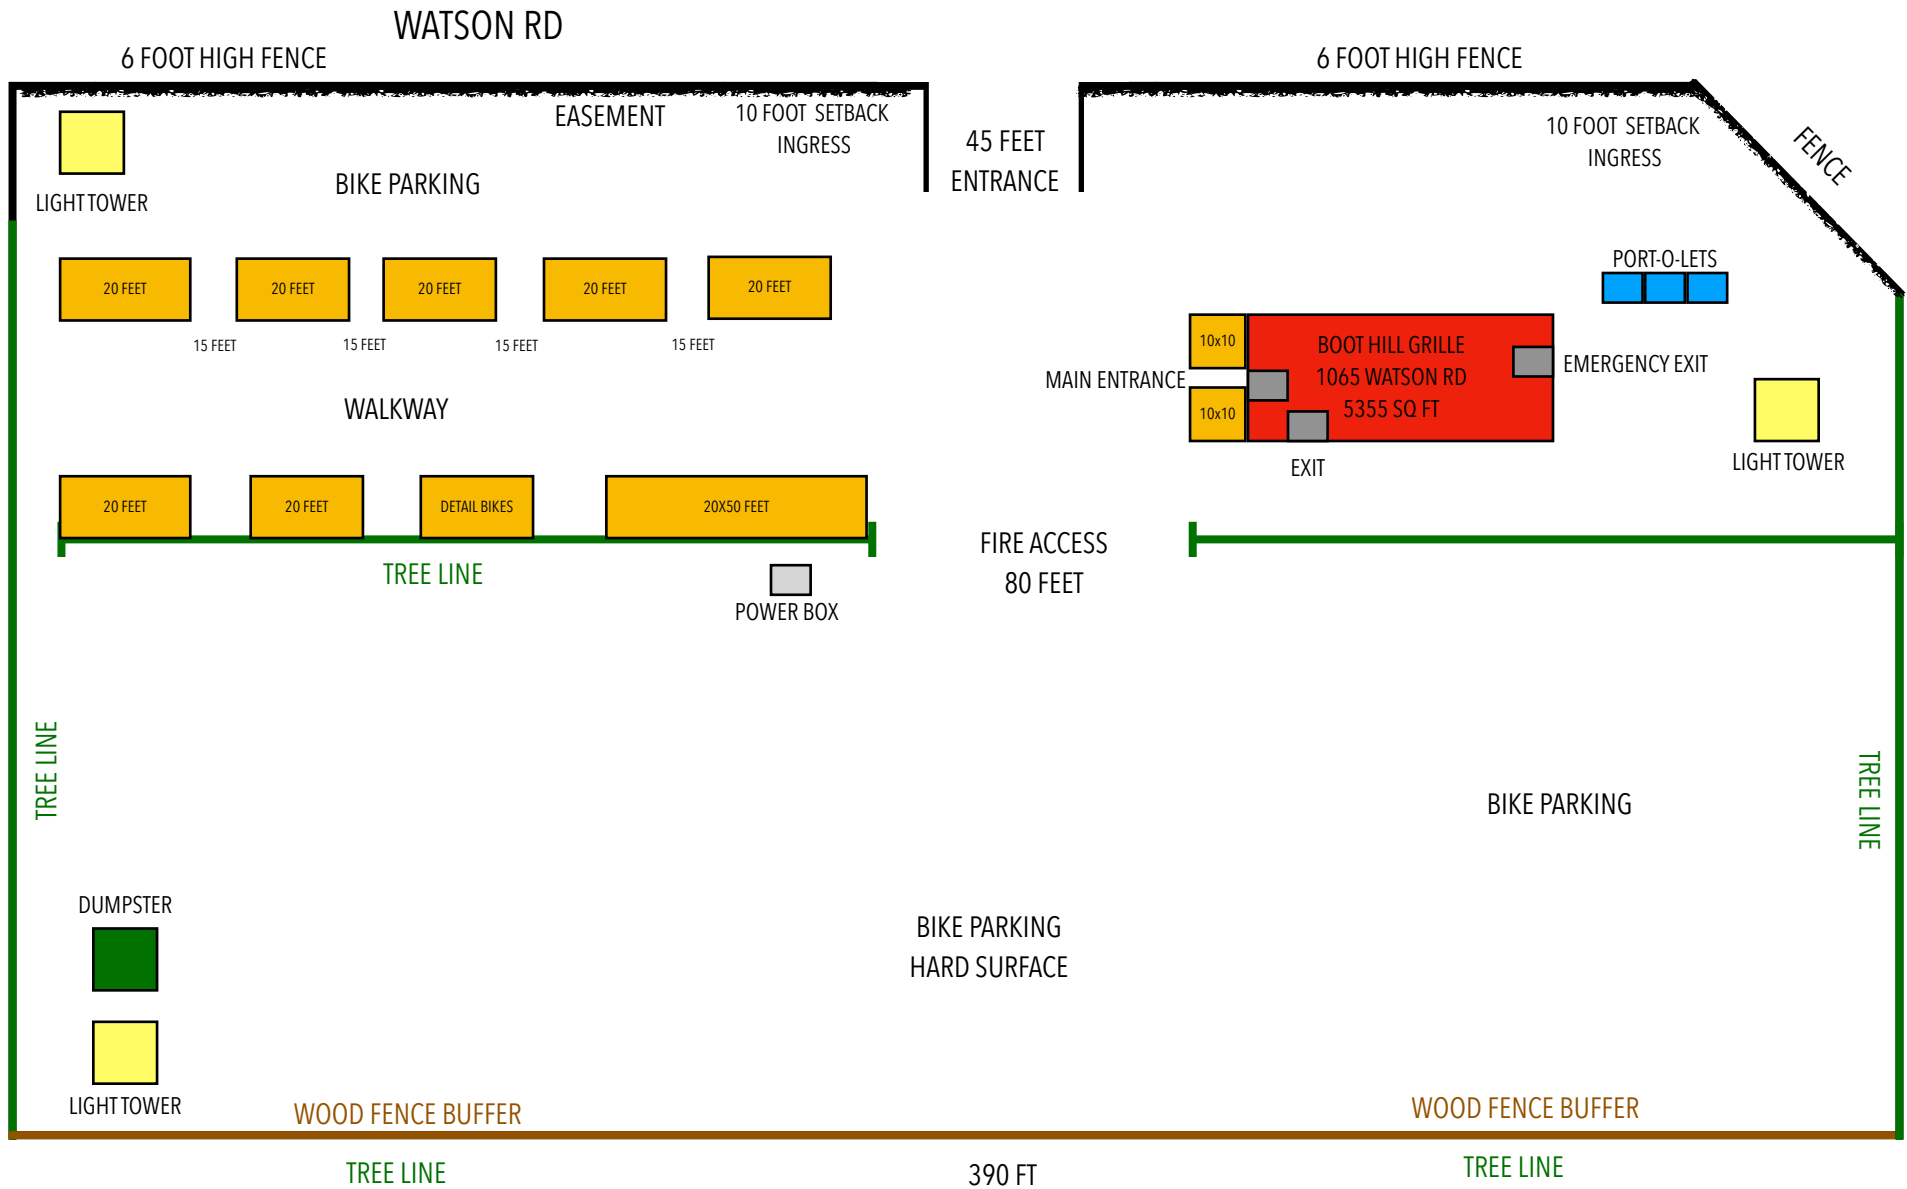 WATSON RD
6 FOOT HIGH FENCE
6 FOOT HIGH FENCE
EASEMENT
10 FOOT SETBACK
INGRESS
45 FEET
ENTRANCE
10 FOOT SETBACK
INGRESS
FENCE
LIGHT TOWER
BIKE PARKING
20 FEET
20 FEET
20 FEET
20 FEET
20 FEET
15 FEET
15 FEET
15 FEET
15 FEET
PORT-O-LETS
10x10
BOOT HILL GRILLE
1065 WATSON RD
5355 SQ FT
EMERGENCY EXIT
MAIN ENTRANCE
10x10
WALKWAY
EXIT
LIGHT TOWER
20 FEET
20 FEET
DETAIL BIKES
20X50 FEET
TREE LINE
POWER BOX
FIRE ACCESS
80 FEET
TREE LINE
TREE LINE
BIKE PARKING
DUMPSTER
BIKE PARKING
HARD SURFACE
LIGHT TOWER
WOOD FENCE BUFFER
WOOD FENCE BUFFER
TREE LINE
390 FT
TREE LINE